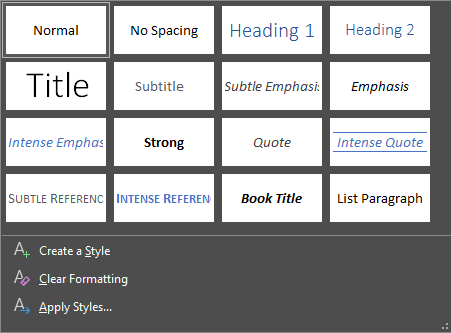 Normal
No Spacing
Heading 1
Heading 2
Title
Subtitle
Subtle Emphasis
Emphasis
Intense Emphas
Strong
Quote
Intense Quote
SUBTLE REFERENC
INTENSE REFEREN
Book Title
List Paragraph
Create a Style
Clear Formatting
Apply Styles...